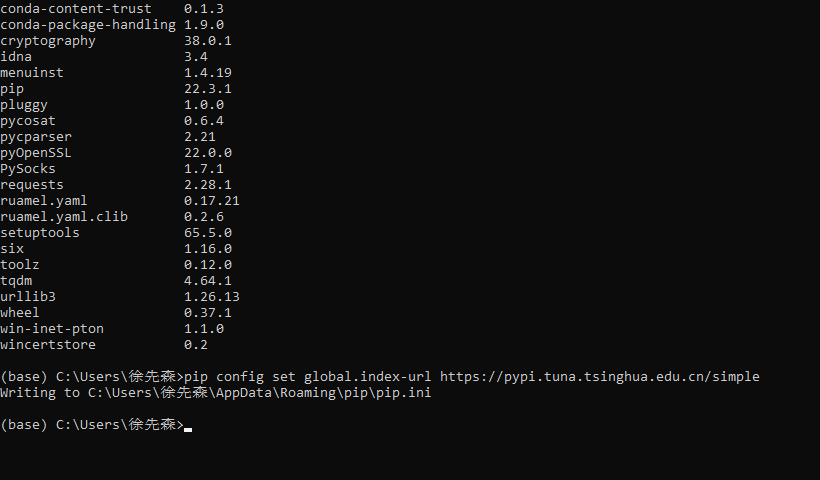 conda-content-trust 0.1.3
conda-package-handling 1.9.0
cryptography 38.0.1
idna 3.4
menuinst 1.4.19
pip 22.3.1
pluggy 1.0.0
pycosat 0.6.4
pycparser 2.21
pyOpenSSL 22.0.0
PySocks 1.7.1
requests 2.28.1
ruamel.yaml 0.17.21
ruamel.yaml.clib 0.2.6
setuptools 65.5.0
six 1.16.0
toolz 0.12.0
tqdm 4.64.1
urllib3 1.26.13
wheel 0.37.1
win-inet-pton 1.1.0
wincertstore 0.2
(base) C:\Users\徐先森>pip config set global.index-url https://pypi.tuna.tsinghua.edu.cn/simple
Writing to C:\Users\徐先森\AppData\Roaming\pip\pip.ini
(base) C:\Users\徐先森>